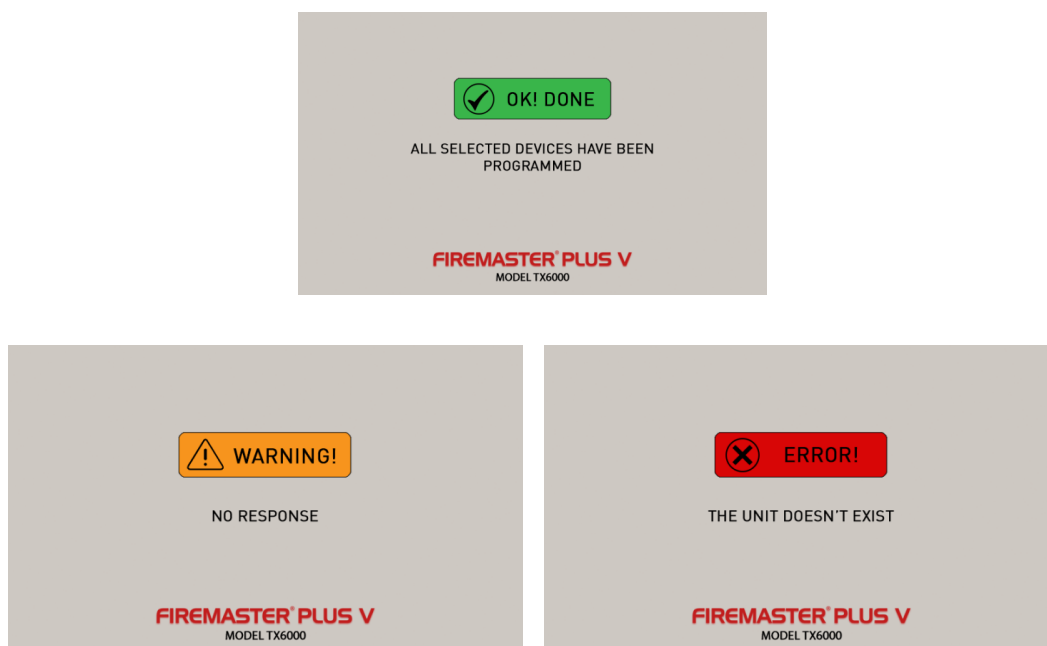 OK! DONE
ALL SELECTED DEVICES HAVE BEEN
PROGRAMMED
FIREMASTER® PLUS V
MODEL TX6000
WARNING!
NO RESPONSE
FIREMASTER® PLUS V
MODEL TX6000
ERROR!
THE UNIT DOESN'T EXIST
FIREMASTER® PLUS V
MODEL TX6000